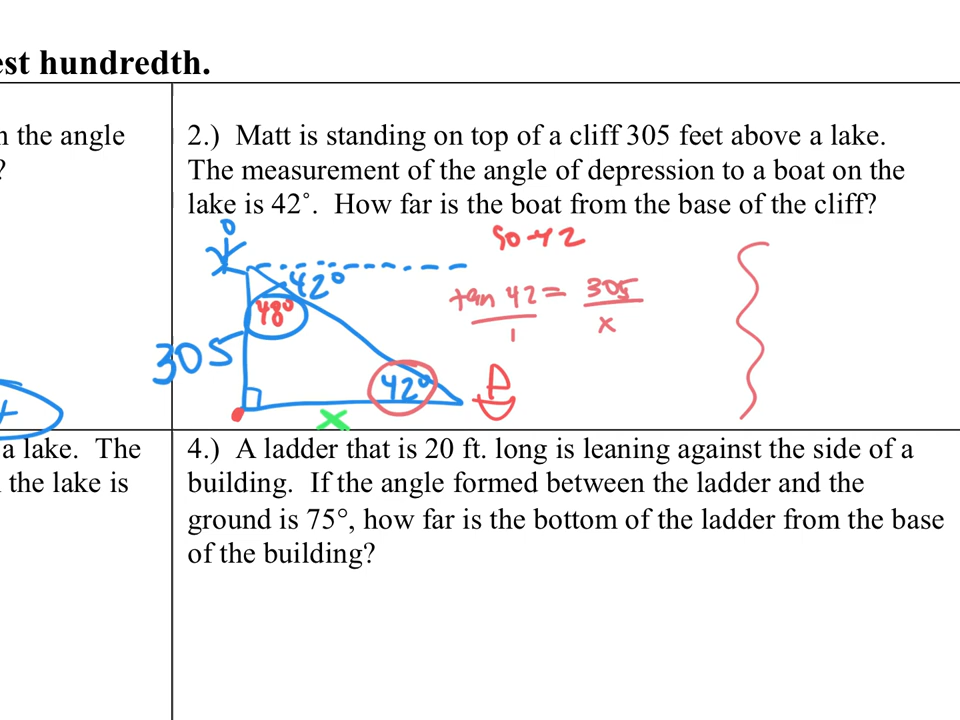 est hundredth.
n the angle
?
2.) Matt is standing on top of a cliff 305 feet above a lake.
The measurement of the angle of depression to a boat on the
lake is 42˚. How far is the boat from the base of the cliff?
90-42
42°
48°
tan 42 = 305
1 x
305
42°
x
a lake. The
the lake is
4.) A ladder that is 20 ft. long is leaning against the side of a
building. If the angle formed between the ladder and the
ground is 75°, how far is the bottom of the ladder from the base
of the building?